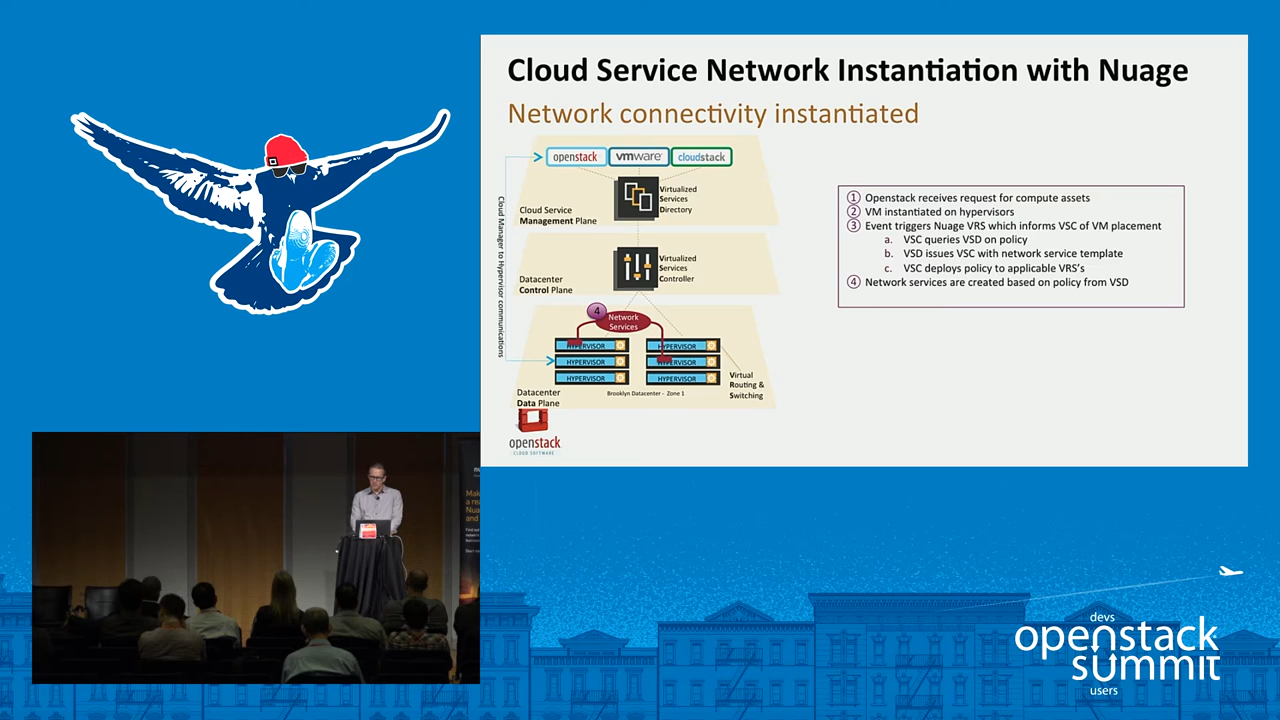 Cloud Service Network Instantiation with Nuage
Network connectivity instantiated
openstack
vmware
cloudstack
Virtualized
Services
Directory
Cloud Service
Management Plane
Cloud Manager to Hypervisor communications
Virtualized
Services
Controller
Datacenter
Control Plane
4
Network
Services
HYPERVISOR
HYPERVISOR
HYPERVISOR
HYPERVISOR
HYPERVISOR
HYPERVISOR
Virtual
Routing &
Switching
Brooklyn Datacenter - Zone 1
Datacenter
Data Plane
openstack
CLOUD SOFTWARE
1 Openstack receives request for compute assets
2 VM instantiated on hypervisors
3 Event triggers Nuage VRS which informs VSC of VM placement
a. VSC queries VSD on policy
b. VSD issues VSC with network service template
c. VSC deploys policy to applicable VRS's
4 Network services are created based on policy from VSD
devs
openstack
summit
users